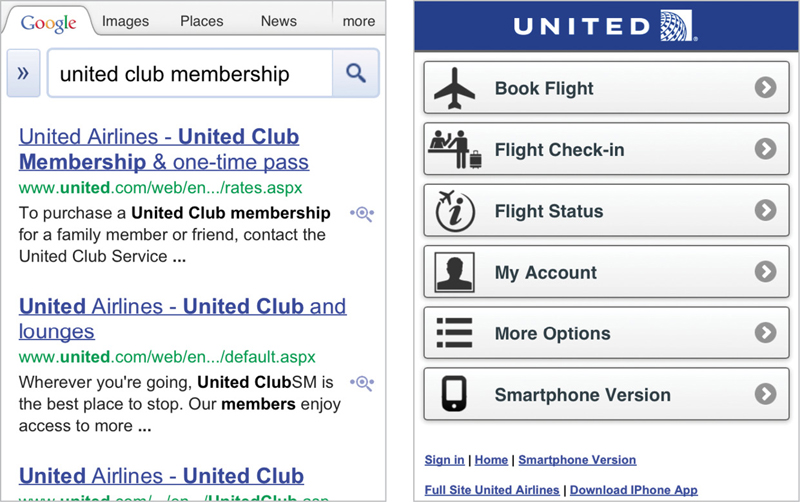 Google Images Places News more
» united club membership
United Airlines - United Club
Membership & one-time pass
www.united.com/web/en.../rates.aspx
To purchase a United Club membership
for a family member or friend, contact the
United Club Service ...
United Airlines - United Club and
lounges
www.united.com/web/en.../default.aspx
Wherever you're going, United ClubSM is
the best place to stop. Our members enjoy
access to more ...
United Airlines - United Club
UNITED
Book Flight
Flight Check-in
Flight Status
My Account
More Options
Smartphone Version
Sign in | Home | Smartphone Version
Full Site United Airlines | Download IPhone App